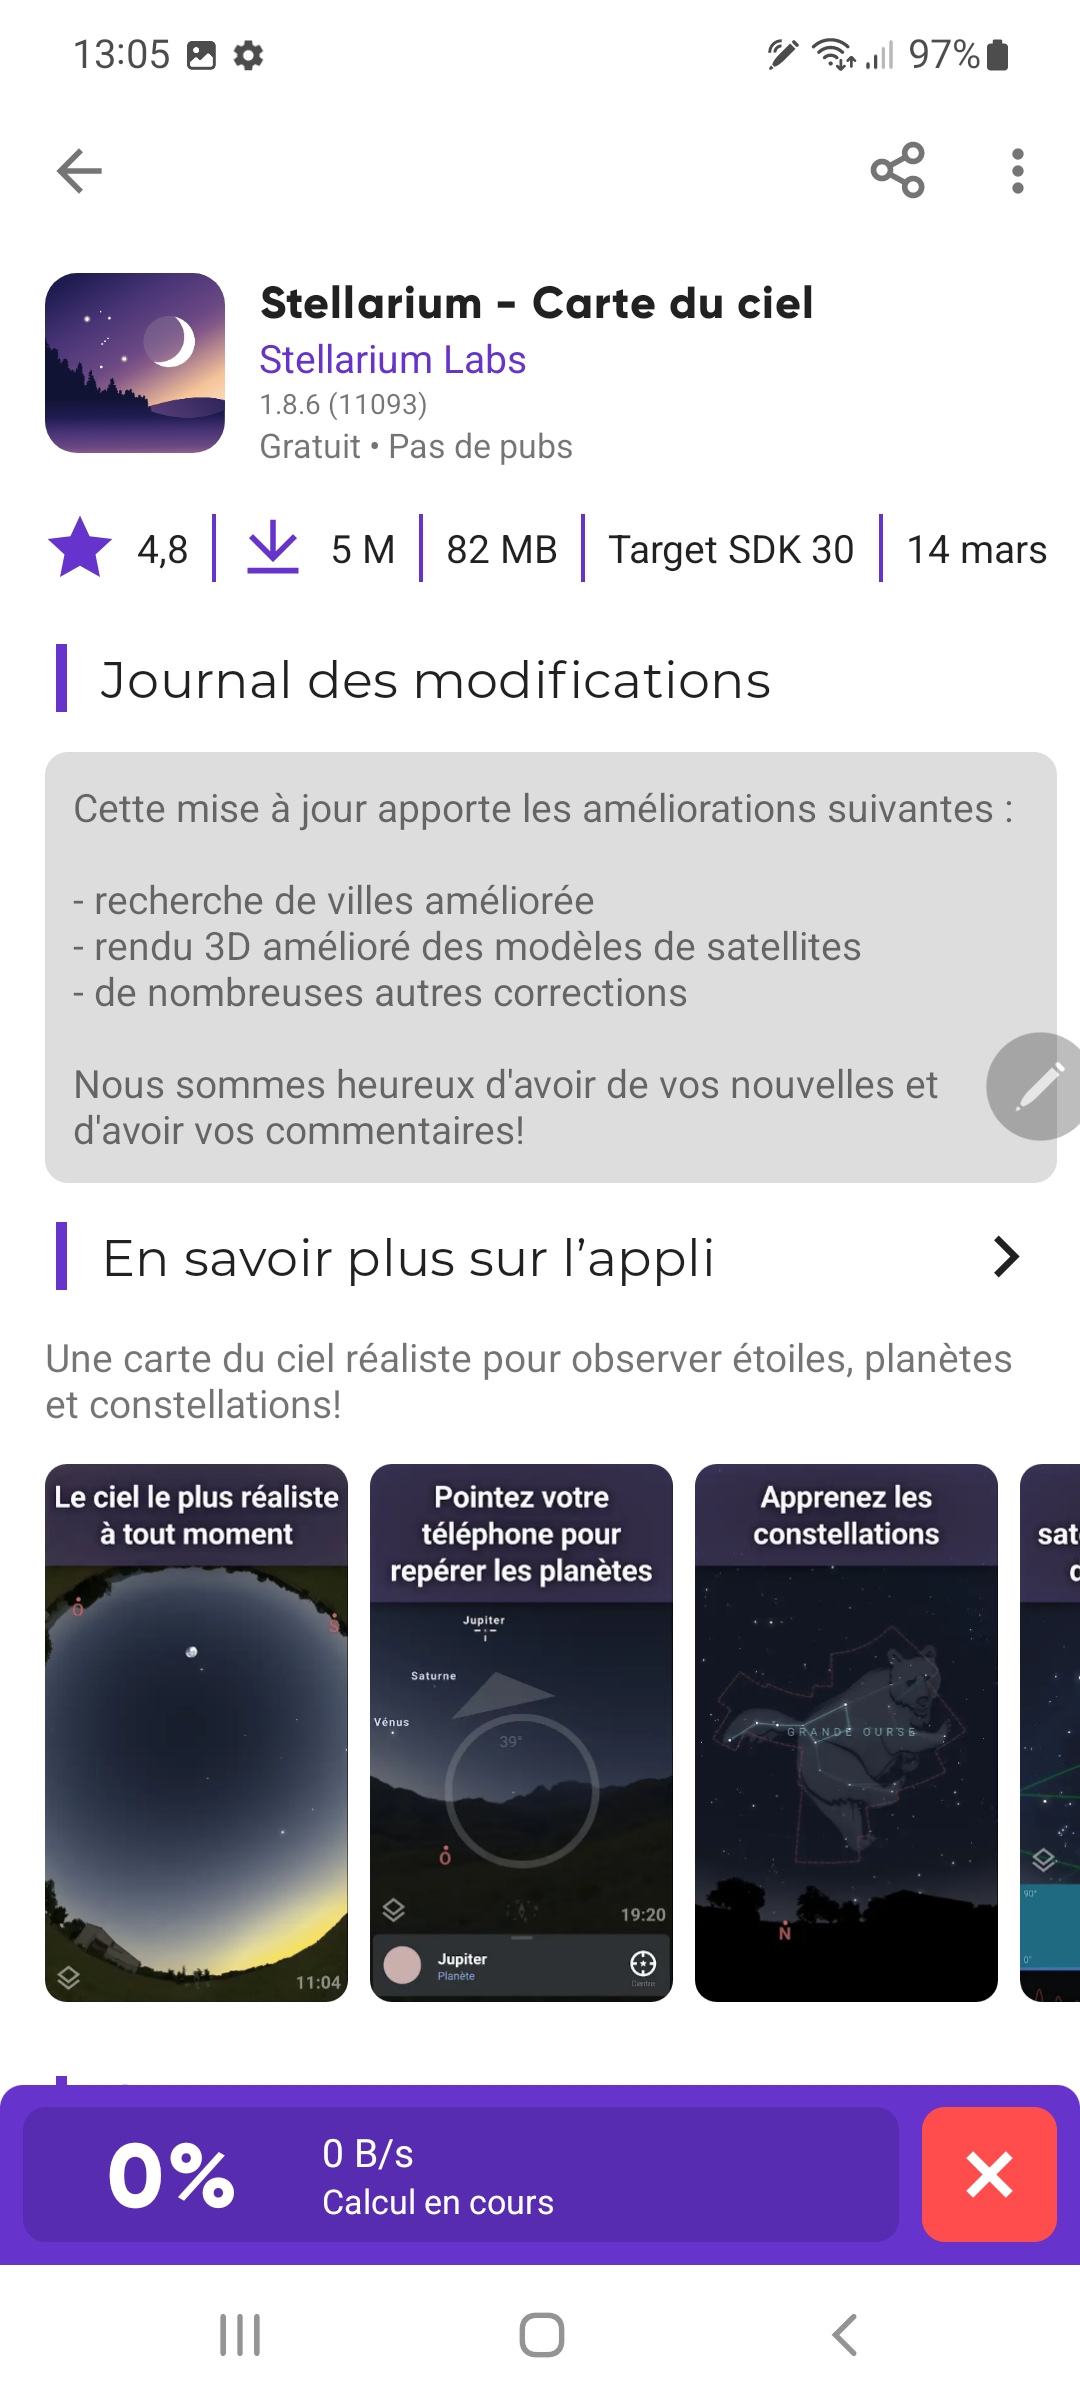 13:05
97%
Stellarium - Carte du ciel
Stellarium Labs
1.8.6 (11093)
Gratuit • Pas de pubs
4,8
5 M
82 MB
Target SDK 30
14 mars
Journal des modifications
Cette mise à jour apporte les améliorations suivantes :
- recherche de villes améliorée
- rendu 3D amélioré des modèles de satellites
- de nombreuses autres corrections
Nous sommes heureux d'avoir de vos nouvelles et
d'avoir vos commentaires!
En savoir plus sur l’appli
Une carte du ciel réaliste pour observer étoiles, planètes
et constellations!
Le ciel le plus réaliste
à tout moment
O
S
11:04
Pointez votre
téléphone pour
repérer les planètes
Jupiter
Saturne
Vénus
39°
O
19:20
Jupiter
Planète
Centre
Apprenez les
constellations
GRANDE OURSE
N
90°
0°
0%
0 B/s
Calcul en cours